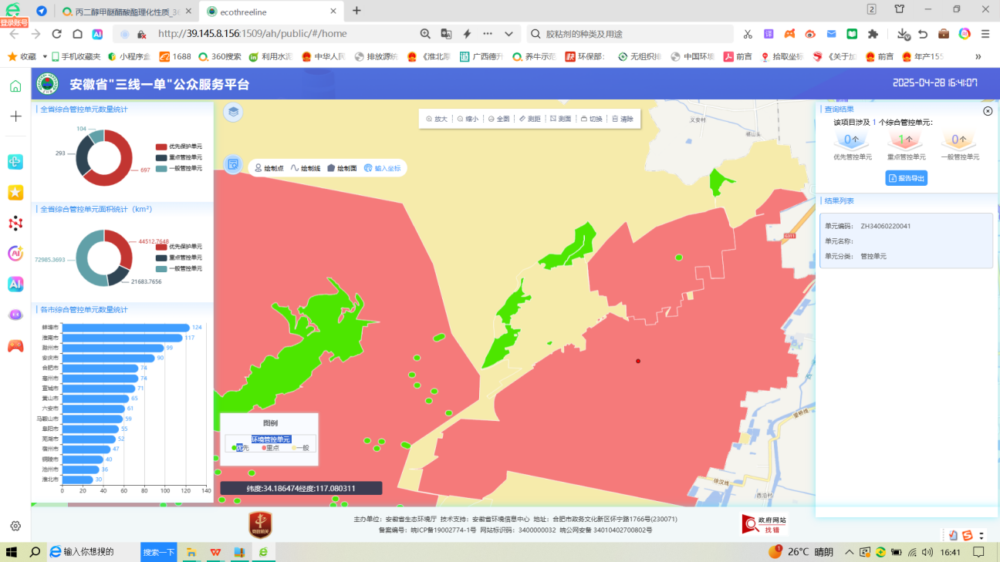 丙二醇甲醚醋酸酯理化性质_3
ecothreeline
2
登录账号
http://39.145.8.156:1509/ah/public/#/home
胶粘剂的种类及用途
收藏
手机收藏夹
小程序盒
1688
360搜索
利用水泥
中华人民
排放源统
《淮北市
广西德升
养牛示范
环保部:
无组织排
中国环境
前言
拾取坐标
《关于加
前言
年产155
安徽省"三线一单"公众服务平台
2025-04-28 16:41:07
全省综合管控单元数量统计
104
293
697
优先保护单元
重点管控单元
一般管控单元
全省综合管控单元面积统计（km²）
44512.7648
72985.3693
21683.7656
优先保护单元
重点管控单元
一般管控单元
各市综合管控单元数量统计
蚌埠市 124
淮南市 117
滁州市 99
安庆市 90
合肥市 74
亳州市 74
宣城市 71
黄山市 65
六安市 61
马鞍山市 59
阜阳市 55
芜湖市 52
宿州市 47
铜陵市 40
池州市 36
淮北市 30
0 20 40 60 80 100 120 140
放大 缩小 全图 测距 测面 切换 清除
绘制点 绘制线 绘制面 输入坐标
义安村
G311
望桥线
徐汉线
西沿村
图例
环境管控单元
优先 重点 一般
纬度:34.186474经度:117.080311
查询结果
该项目涉及 1 个综合管控单元:
0个 1个 0个
优先管控单元 重点管控单元 一般管控单元
报告导出
结果列表
单元编码: ZH34060220041
单元名称:
单元分类: 管控单元
主办单位：安徽省生态环境厅 技术支持：安徽省环境信息中心 地址：合肥市政务文化新区怀宁路1766号(230071)
备案编号：皖ICP备19002774-1号 网站标识码：3400000032 皖公网安备 34010402700802号
党政机关
政府网站
找错
输入你想搜的
搜索一下
1
26°C 晴朗
16:41